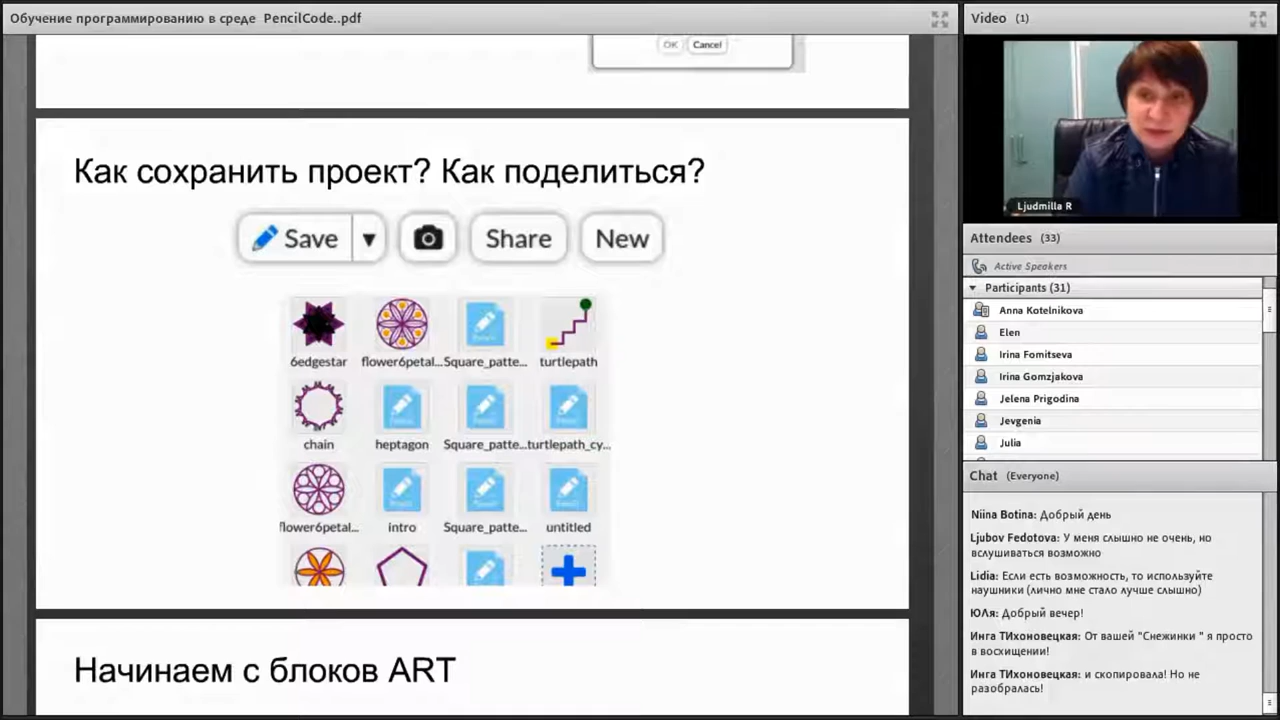 Обучение программированию в среде PencilCode..pdf
OK Cancel
Как сохранить проект? Как поделиться?
Save ▼ Share New
6edgestar flower6petal... Square_patte... turtlepath
chain heptagon Square_patte... turtlepath_cy...
flower6petal... intro Square_patte... untitled
Начинаем с блоков ART
Video (1)
Ljudmilla R
Attendees (33)
Active Speakers
Participants (31)
Anna Kotelnikova
Elen
Irina Fomitseva
Irina Gomzjakova
Jelena Prigodina
Jevgenia
Julia
Chat (Everyone)
Niina Botina: Добрый день
Ljubov Fedotova: У меня слышно не очень, но
вслушиваться возможно
Lidia: Если есть возможность, то используйте
наушники (лично мне стало лучше слышно)
ЮЛя: Добрый вечер!
Инга ТИхоновецкая: От вашей "Снежинки " я просто
в восхищении!
Инга ТИхоновецкая: и скопировала! Но не
разобралась!